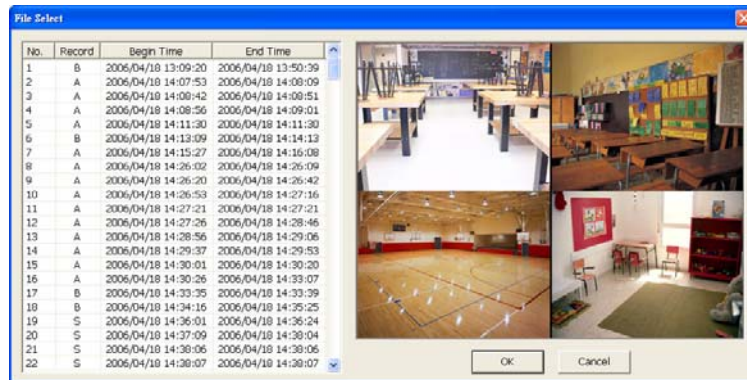 File Select
No. Record Begin Time End Time
1 B 2006/04/18 13:09:20 2006/04/18 13:50:39
2 A 2006/04/18 14:07:53 2006/04/18 14:08:09
3 A 2006/04/18 14:08:42 2006/04/18 14:08:51
4 A 2006/04/18 14:08:56 2006/04/18 14:09:01
5 A 2006/04/18 14:11:30 2006/04/18 14:11:30
6 B 2006/04/18 14:13:09 2006/04/18 14:14:13
7 A 2006/04/18 14:15:27 2006/04/18 14:16:08
8 A 2006/04/18 14:26:02 2006/04/18 14:26:09
9 A 2006/04/18 14:26:20 2006/04/18 14:26:42
10 A 2006/04/18 14:26:53 2006/04/18 14:27:16
11 A 2006/04/18 14:27:21 2006/04/18 14:27:21
12 A 2006/04/18 14:27:26 2006/04/18 14:28:46
13 A 2006/04/18 14:28:56 2006/04/18 14:29:06
14 A 2006/04/18 14:29:37 2006/04/18 14:29:53
15 A 2006/04/18 14:30:01 2006/04/18 14:30:20
16 A 2006/04/18 14:30:26 2006/04/18 14:33:07
17 B 2006/04/18 14:33:35 2006/04/18 14:33:39
18 B 2006/04/18 14:34:16 2006/04/18 14:35:25
19 S 2006/04/18 14:36:01 2006/04/18 14:36:24
20 S 2006/04/18 14:37:09 2006/04/18 14:38:04
21 S 2006/04/18 14:38:06 2006/04/18 14:38:06
22 S 2006/04/18 14:38:07 2006/04/18 14:38:07
OK Cancel